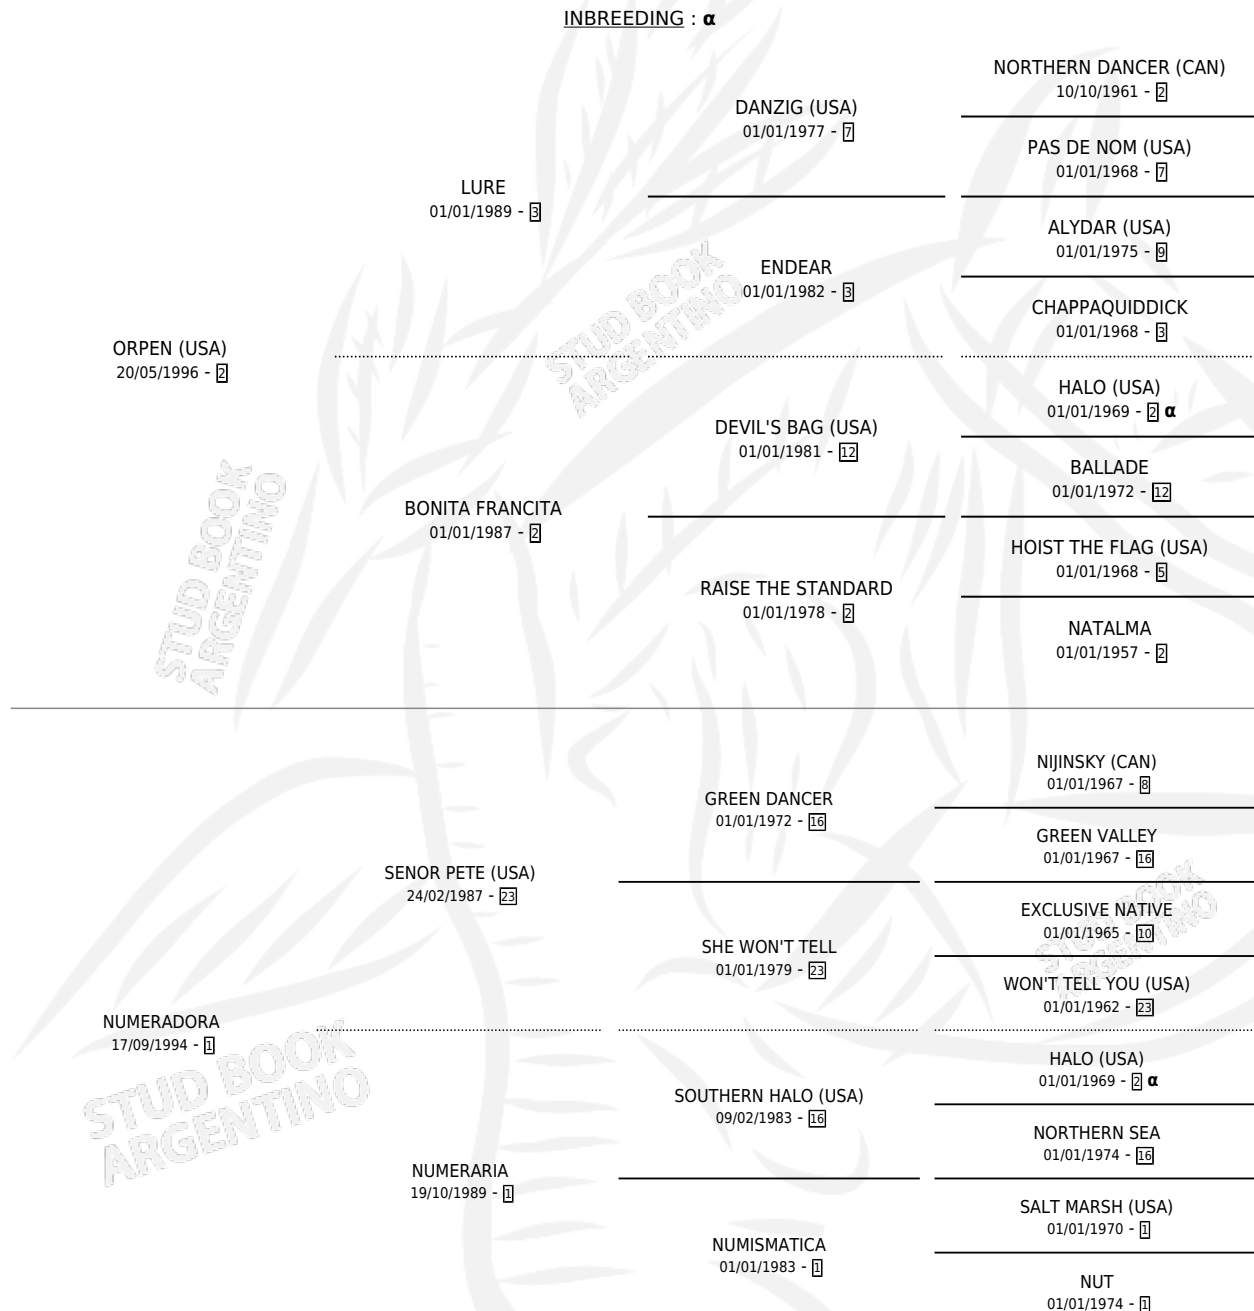 INBREEDING : α
NORTHERN DANCER (CAN)
10/10/1961 - 2
DANZIG (USA)
01/01/1977 - 7
PAS DE NOM (USA)
01/01/1968 - 7
LURE
01/01/1989 - 3
ALYDAR (USA)
01/01/1975 - 9
ENDEAR
01/01/1982 - 3
CHAPPAQUIDDICK
01/01/1968 - 3
ORPEN (USA)
20/05/1996 - 2
HALO (USA)
01/01/1969 - 2 α
DEVIL'S BAG (USA)
01/01/1981 - 12
BALLADE
01/01/1972 - 12
BONITA FRANCITA
01/01/1987 - 2
HOIST THE FLAG (USA)
01/01/1968 - 5
RAISE THE STANDARD
01/01/1978 - 2
NATALMA
01/01/1957 - 2
NIJINSKY (CAN)
01/01/1967 - 8
GREEN DANCER
01/01/1972 - 16
GREEN VALLEY
01/01/1967 - 16
SENOR PETE (USA)
24/02/1987 - 23
EXCLUSIVE NATIVE
01/01/1965 - 10
SHE WON'T TELL
01/01/1979 - 23
WON'T TELL YOU (USA)
01/01/1962 - 23
NUMERADORA
17/09/1994 - 1
HALO (USA)
01/01/1969 - 2 α
SOUTHERN HALO (USA)
09/02/1983 - 16
NORTHERN SEA
01/01/1974 - 16
NUMERARIA
19/10/1989 - 1
SALT MARSH (USA)
01/01/1970 - 1
NUMISMATICA
01/01/1983 - 1
NUT
01/01/1974 - 1
STUD BOOK
ARGENTINO
STUD BOOK
ARGENTINO
STUD BOOK
ARGENTINO
STUD BOOK
ARGENTINO